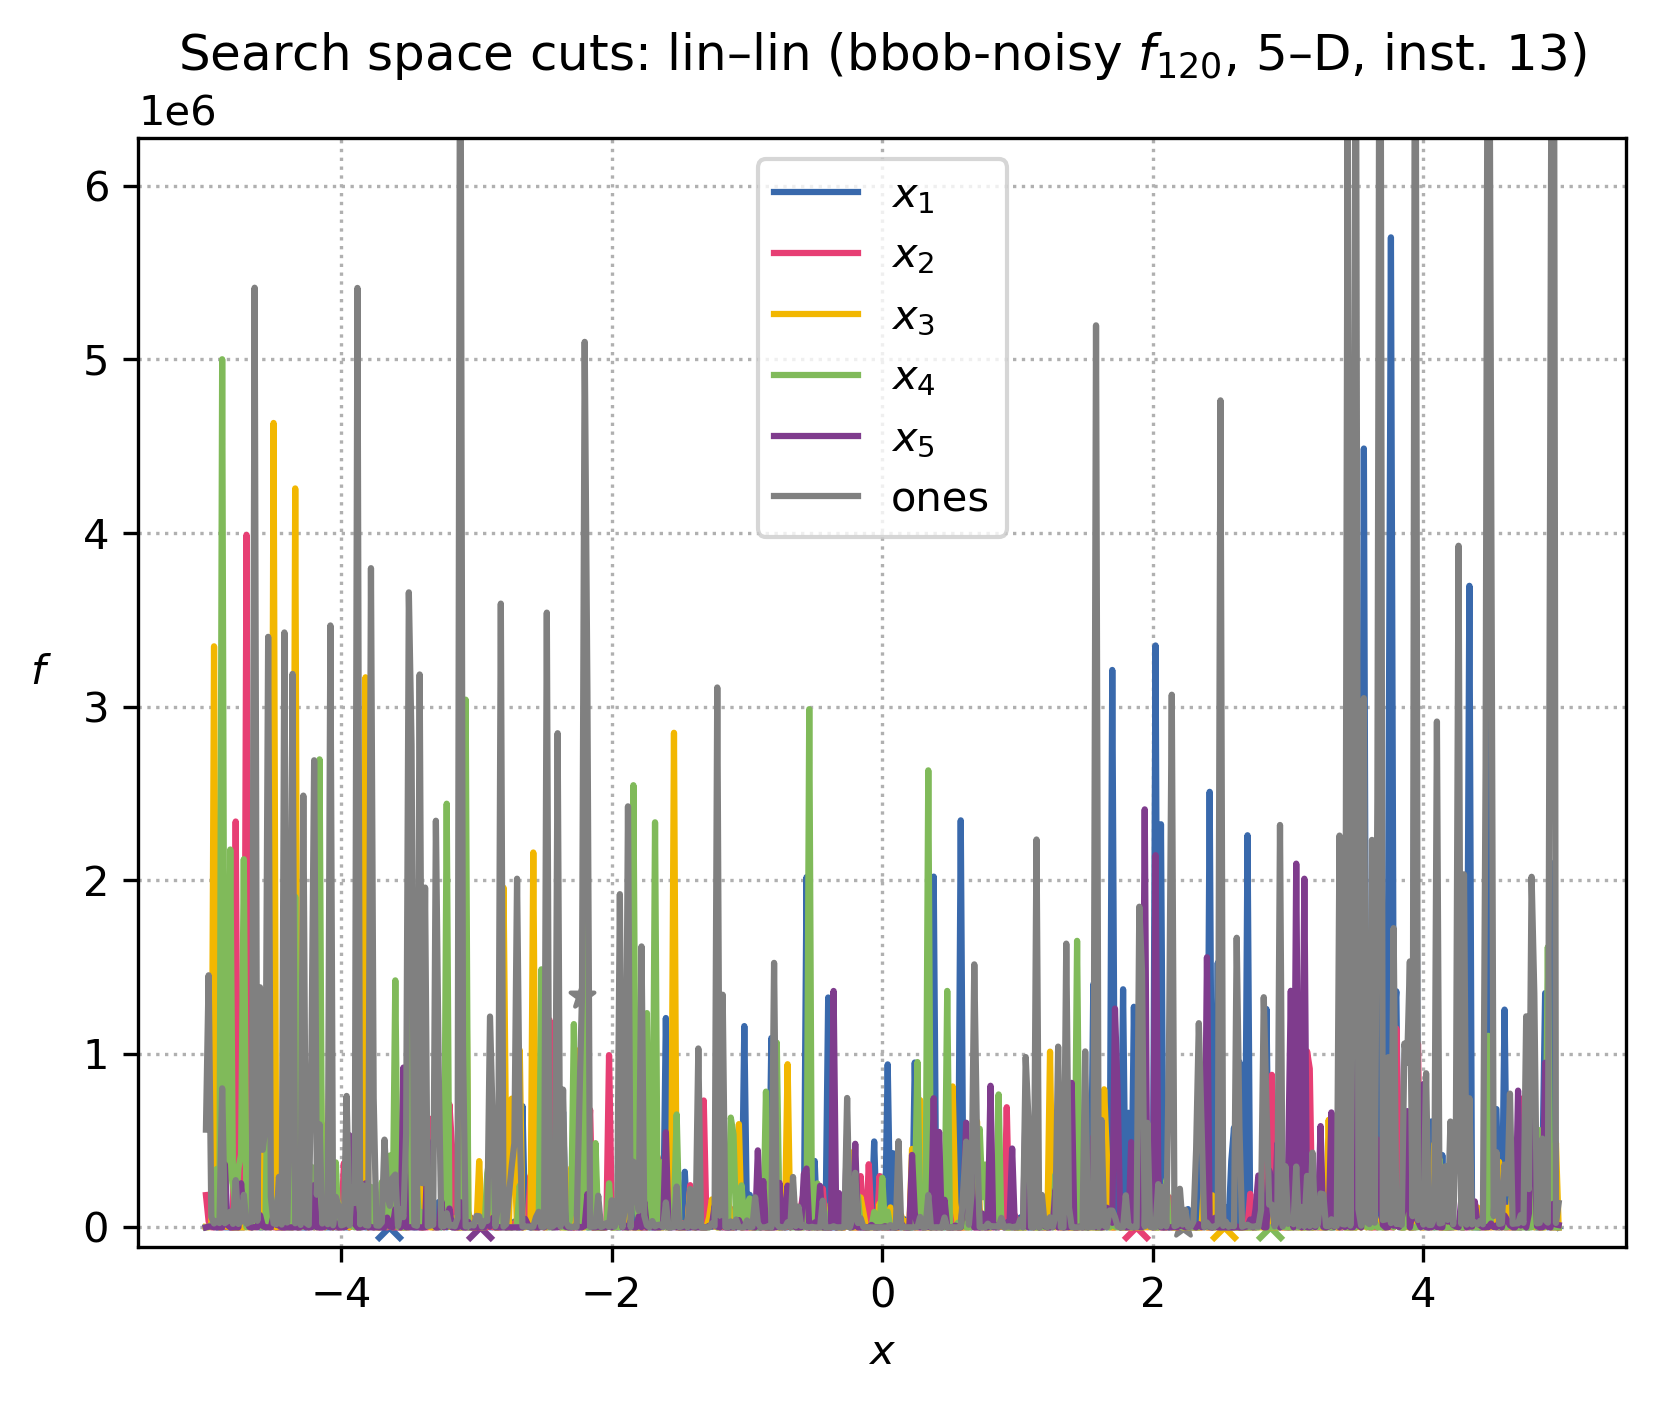 Search space cuts: lin–lin (bbob-noisy f₁₂₀, 5–D, inst. 13)
1e6
6
5
4
3
2
1
0
f
x₁
x₂
x₃
x₄
x₅
ones
−4
−2
0
2
4
x